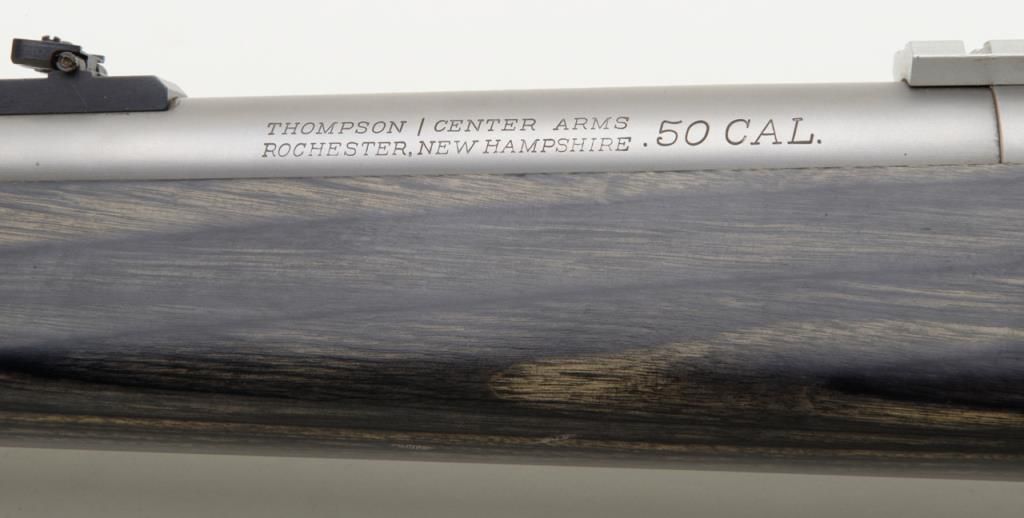 THOMPSON / CENTER ARMS
ROCHESTER, NEW HAMPSHIRE .50 CAL.